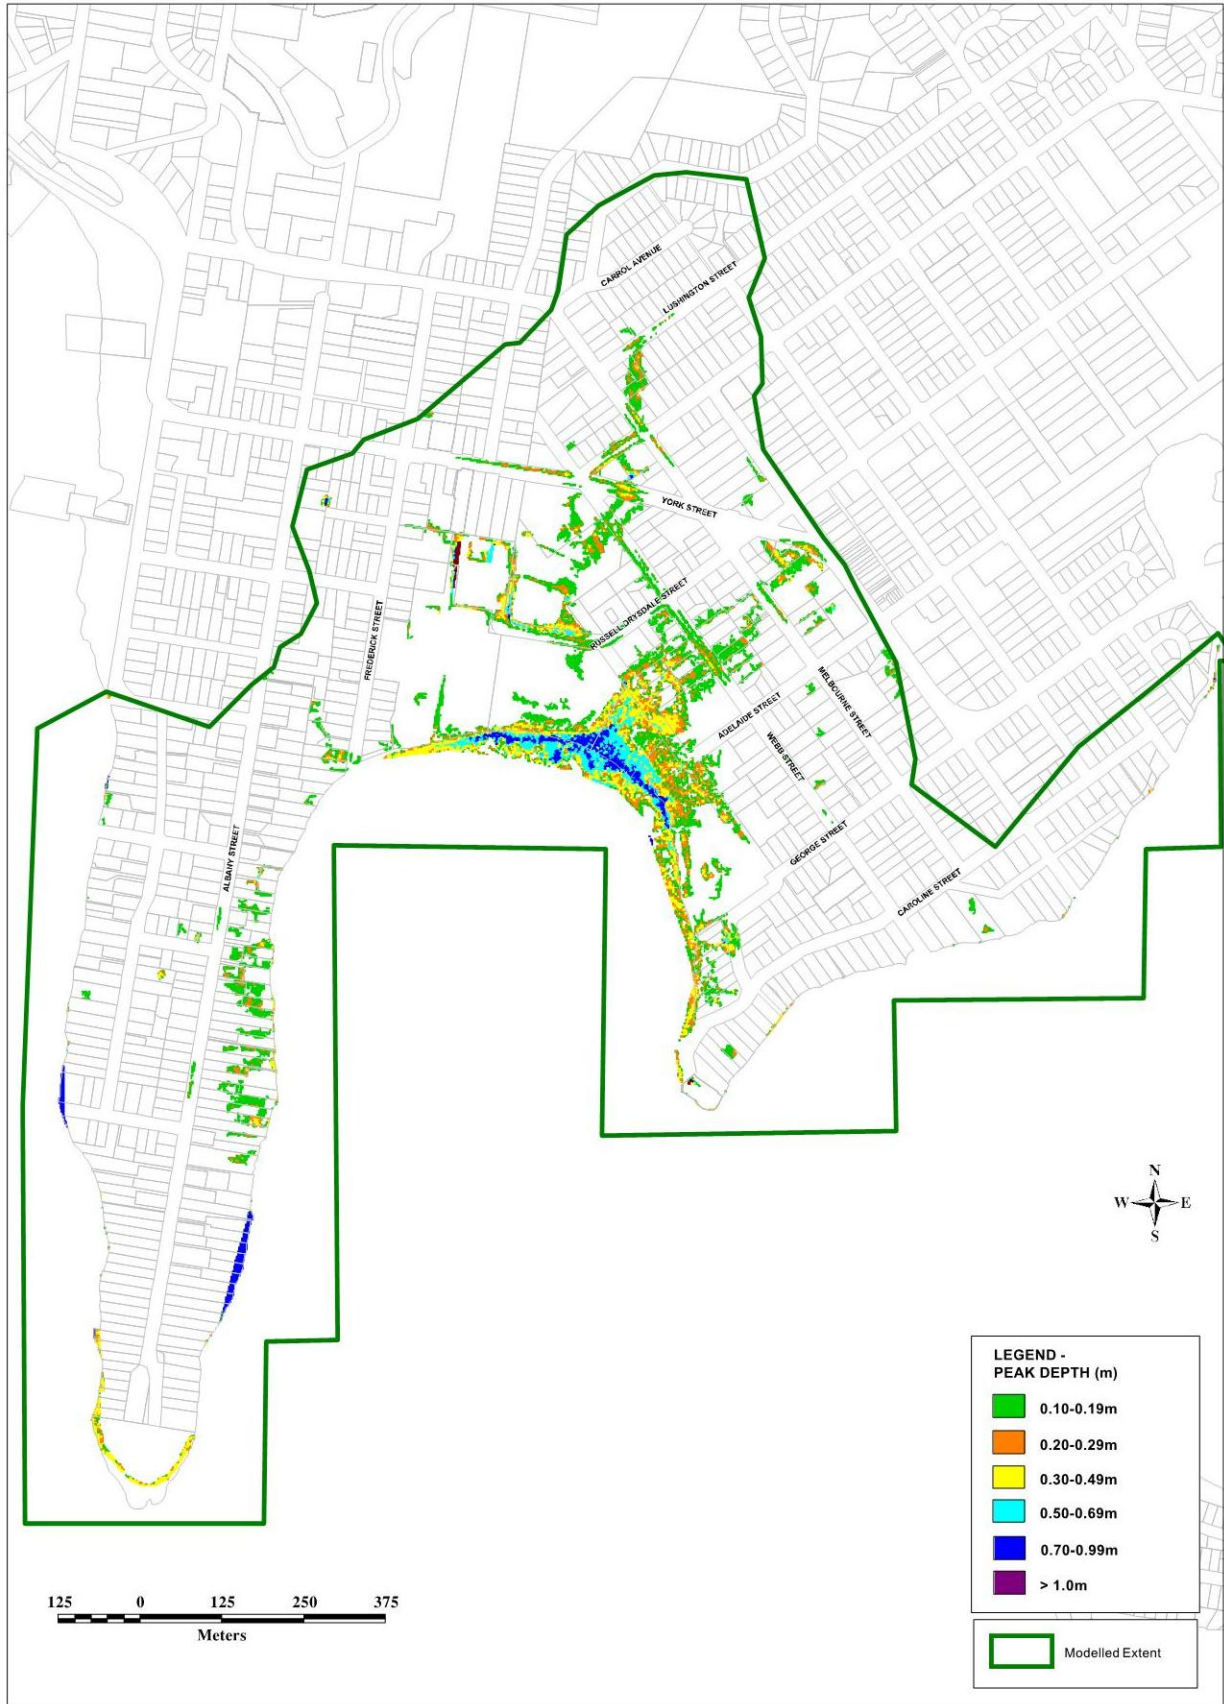 CARROL AVENUE
LUSHINGTON STREET
YORK STREET
RUSSELL DRYSDALE STREET
FREDERICK STREET
MELBOURNE STREET
ADELAIDE STREET
WEBB STREET
GEORGE STREET
ALBANY STREET
CAROLINE STREET
N
W E
S
LEGEND -
PEAK DEPTH (m)
0.10-0.19m
0.20-0.29m
0.30-0.49m
0.50-0.69m
0.70-0.99m
> 1.0m
125 0 125 250 375
Meters
Modelled Extent